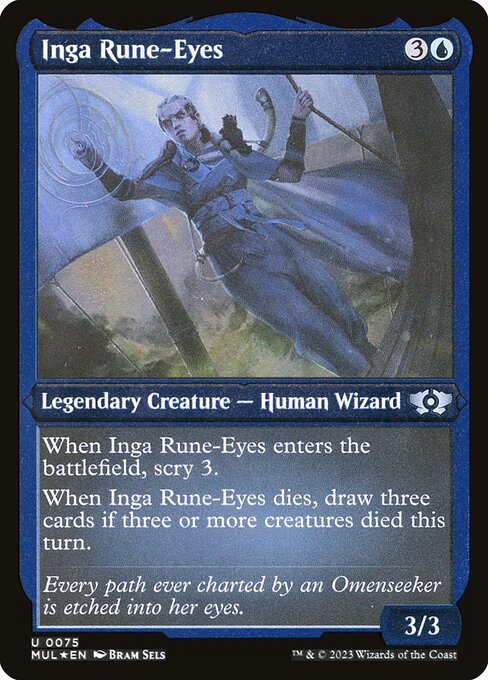 Inga Rune-Eyes 3
Legendary Creature — Human Wizard
When Inga Rune-Eyes enters the
battlefield, scry 3.
When Inga Rune-Eyes dies, draw three
cards if three or more creatures died this
turn.
Every path ever charted by an Omenseeker
is etched into her eyes.
3/3
U 0075
MUL★EN Bram Sels
™ & © 2023 Wizards of the Coast